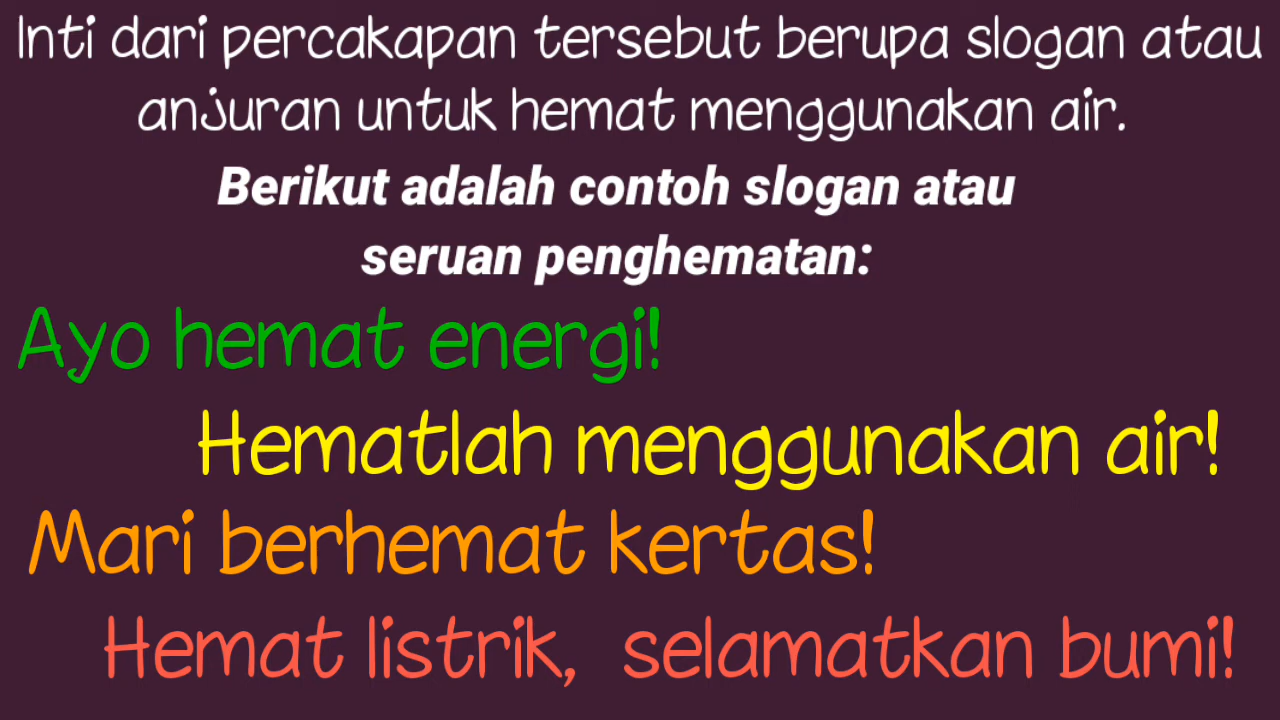 Inti dari percakapan tersebut berupa slogan atau
anjuran untuk hemat menggunakan air.
Berikut adalah contoh slogan atau
seruan penghematan:
Ayo hemat energi!
Hematlah menggunakan air!
Mari berhemat kertas!
Hemat listrik, selamatkan bumi!